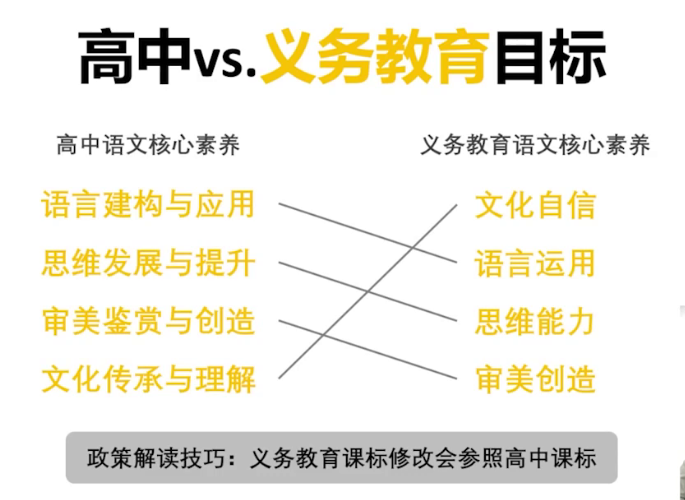 高中vs.义务教育目标
高中语文核心素养
义务教育语文核心素养
语言建构与应用
文化自信
思维发展与提升
语言运用
审美鉴赏与创造
思维能力
文化传承与理解
审美创造
政策解读技巧：义务教育课标修改会参照高中课标